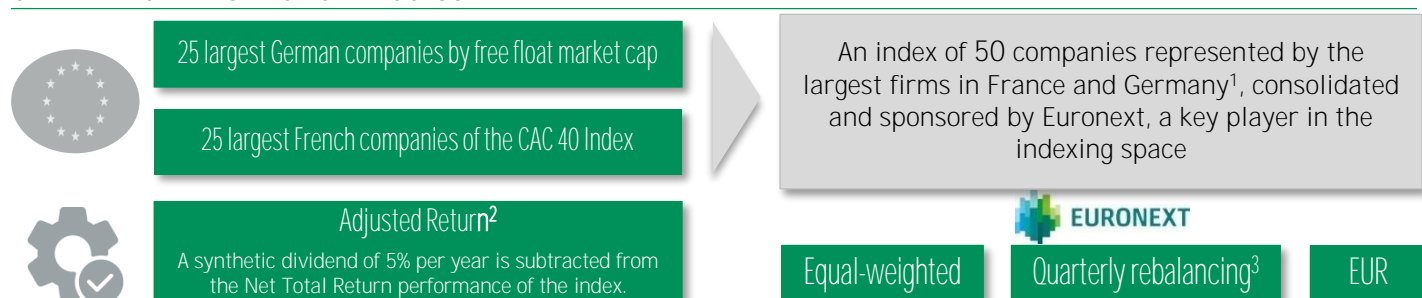 25 largest German companies by free float market cap
25 largest French companies of the CAC 40 Index
An index of 50 companies represented by the
largest firms in France and Germany¹, consolidated
and sponsored by Euronext, a key player in the
indexing space
Adjusted Return²
A synthetic dividend of 5% per year is subtracted from
the Net Total Return performance of the index.
EURONEXT
Equal-weighted
Quarterly rebalancing³
EUR